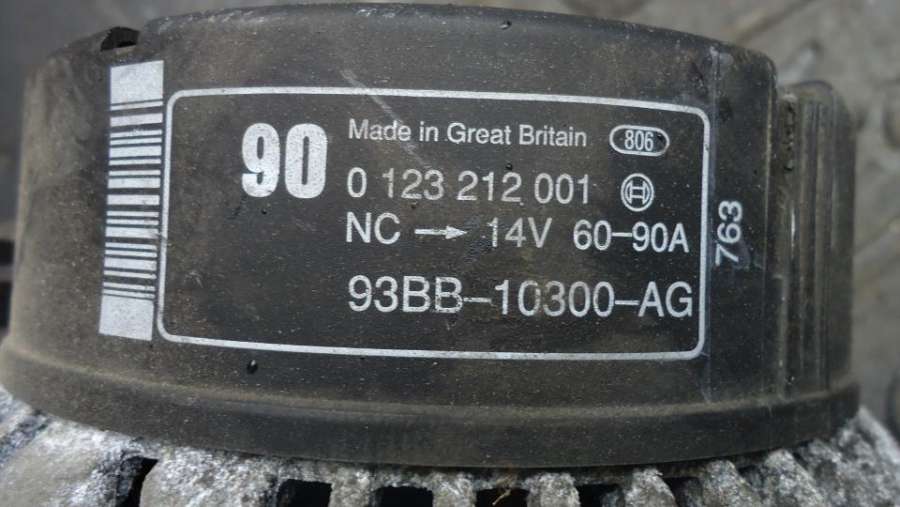 90
Made in Great Britain 806
0 123 212 001
NC → 14V 60-90A
93BB-10300-AG
763